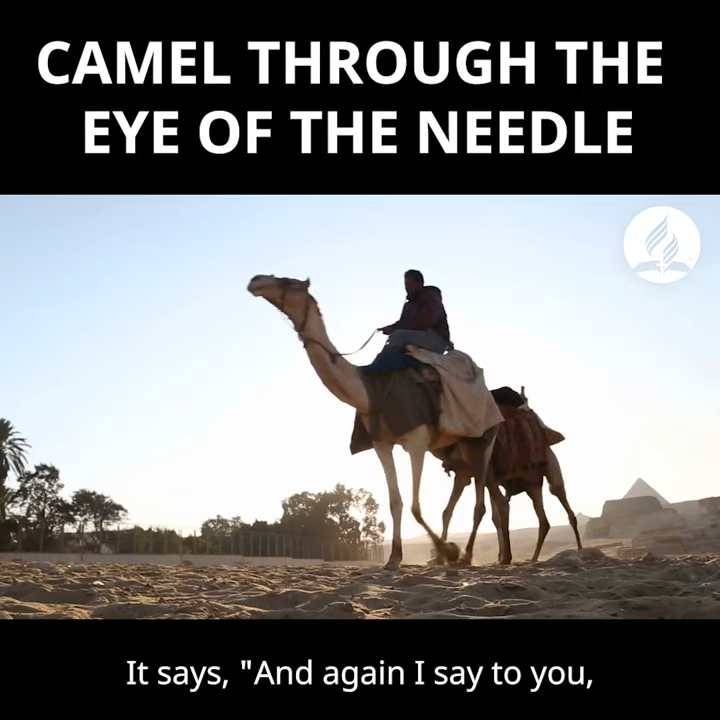 CAMEL THROUGH THE
EYE OF THE NEEDLE
It says, "And again I say to you,